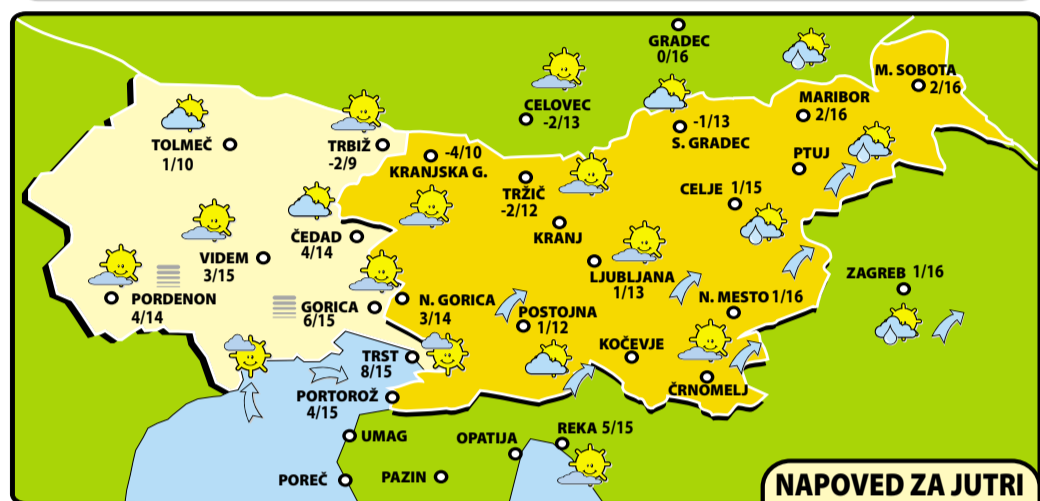 GRADEC
0/16
M. SOBOTA
2/16
CELOVEC
-2/13
MARIBOR
2/16
-1/13
S. GRADEC
TOLMEČ
1/10
TRBIŽ
-2/9
-4/10
KRANJSKA G.
PTUJ
TRŽIČ
-2/12
CELJE 1/15
KRANJ
ČEDAD
4/14
VIDEM
3/15
LJUBLJANA
1/13
ZAGREB 1/16
PORDENON
4/14
GORICA
6/15
N. GORICA
3/14
POSTOJNA
1/12
N. MESTO 1/16
KOČEVJE
TRST
8/15
ČRNOMELJ
PORTOROŽ
4/15
UMAG
OPATIJA
REKA 5/15
POREČ
PAZIN
NAPOVED ZA JUTRI